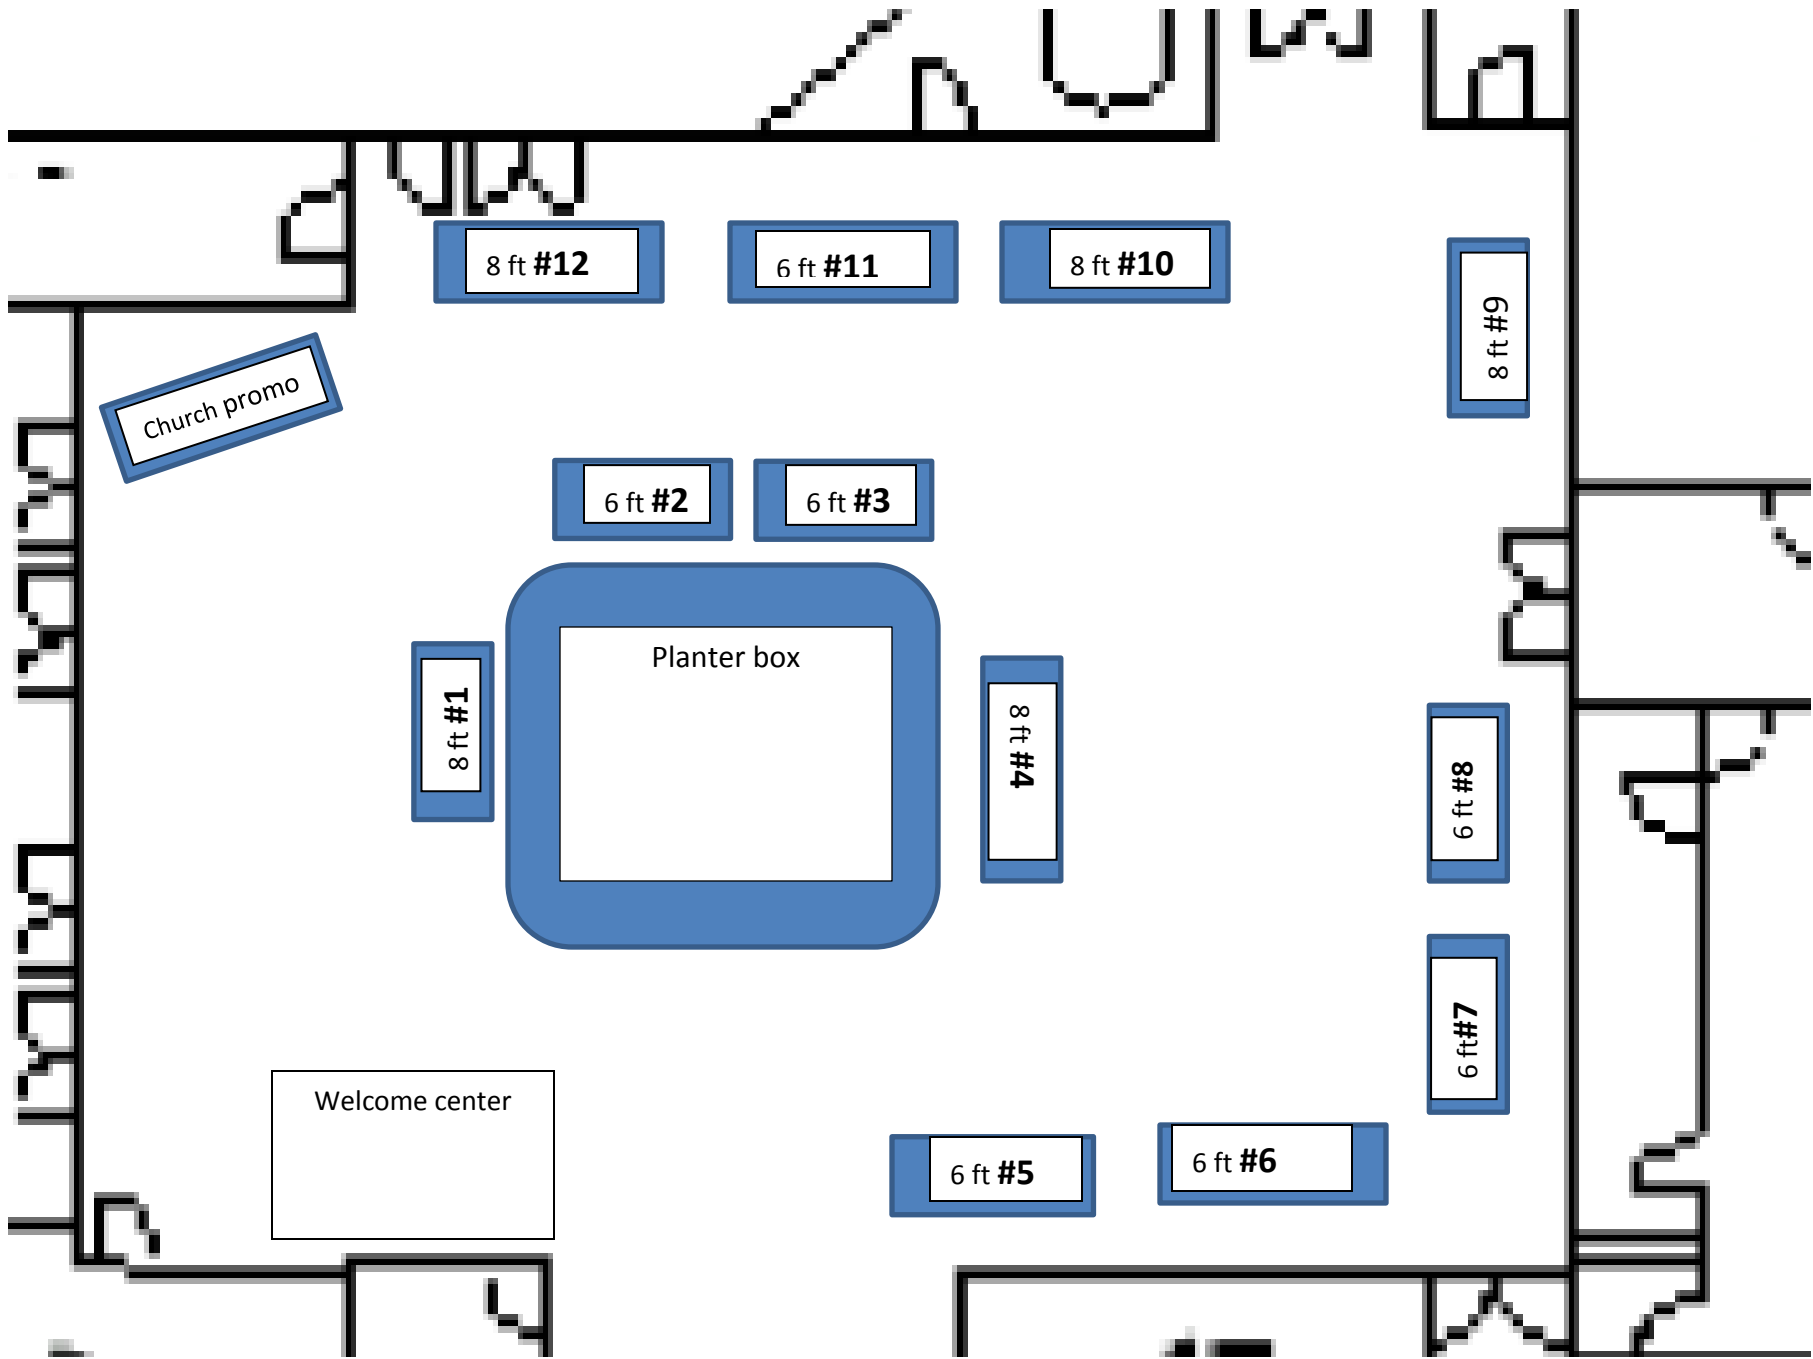 8 ft #12
6 ft #11
8 ft #10
8 ft #9
Church promo
6 ft #2
6 ft #3
Planter box
8 ft #1
8 ft #4
6 ft #8
6 ft#7
Welcome center
6 ft #5
6 ft #6